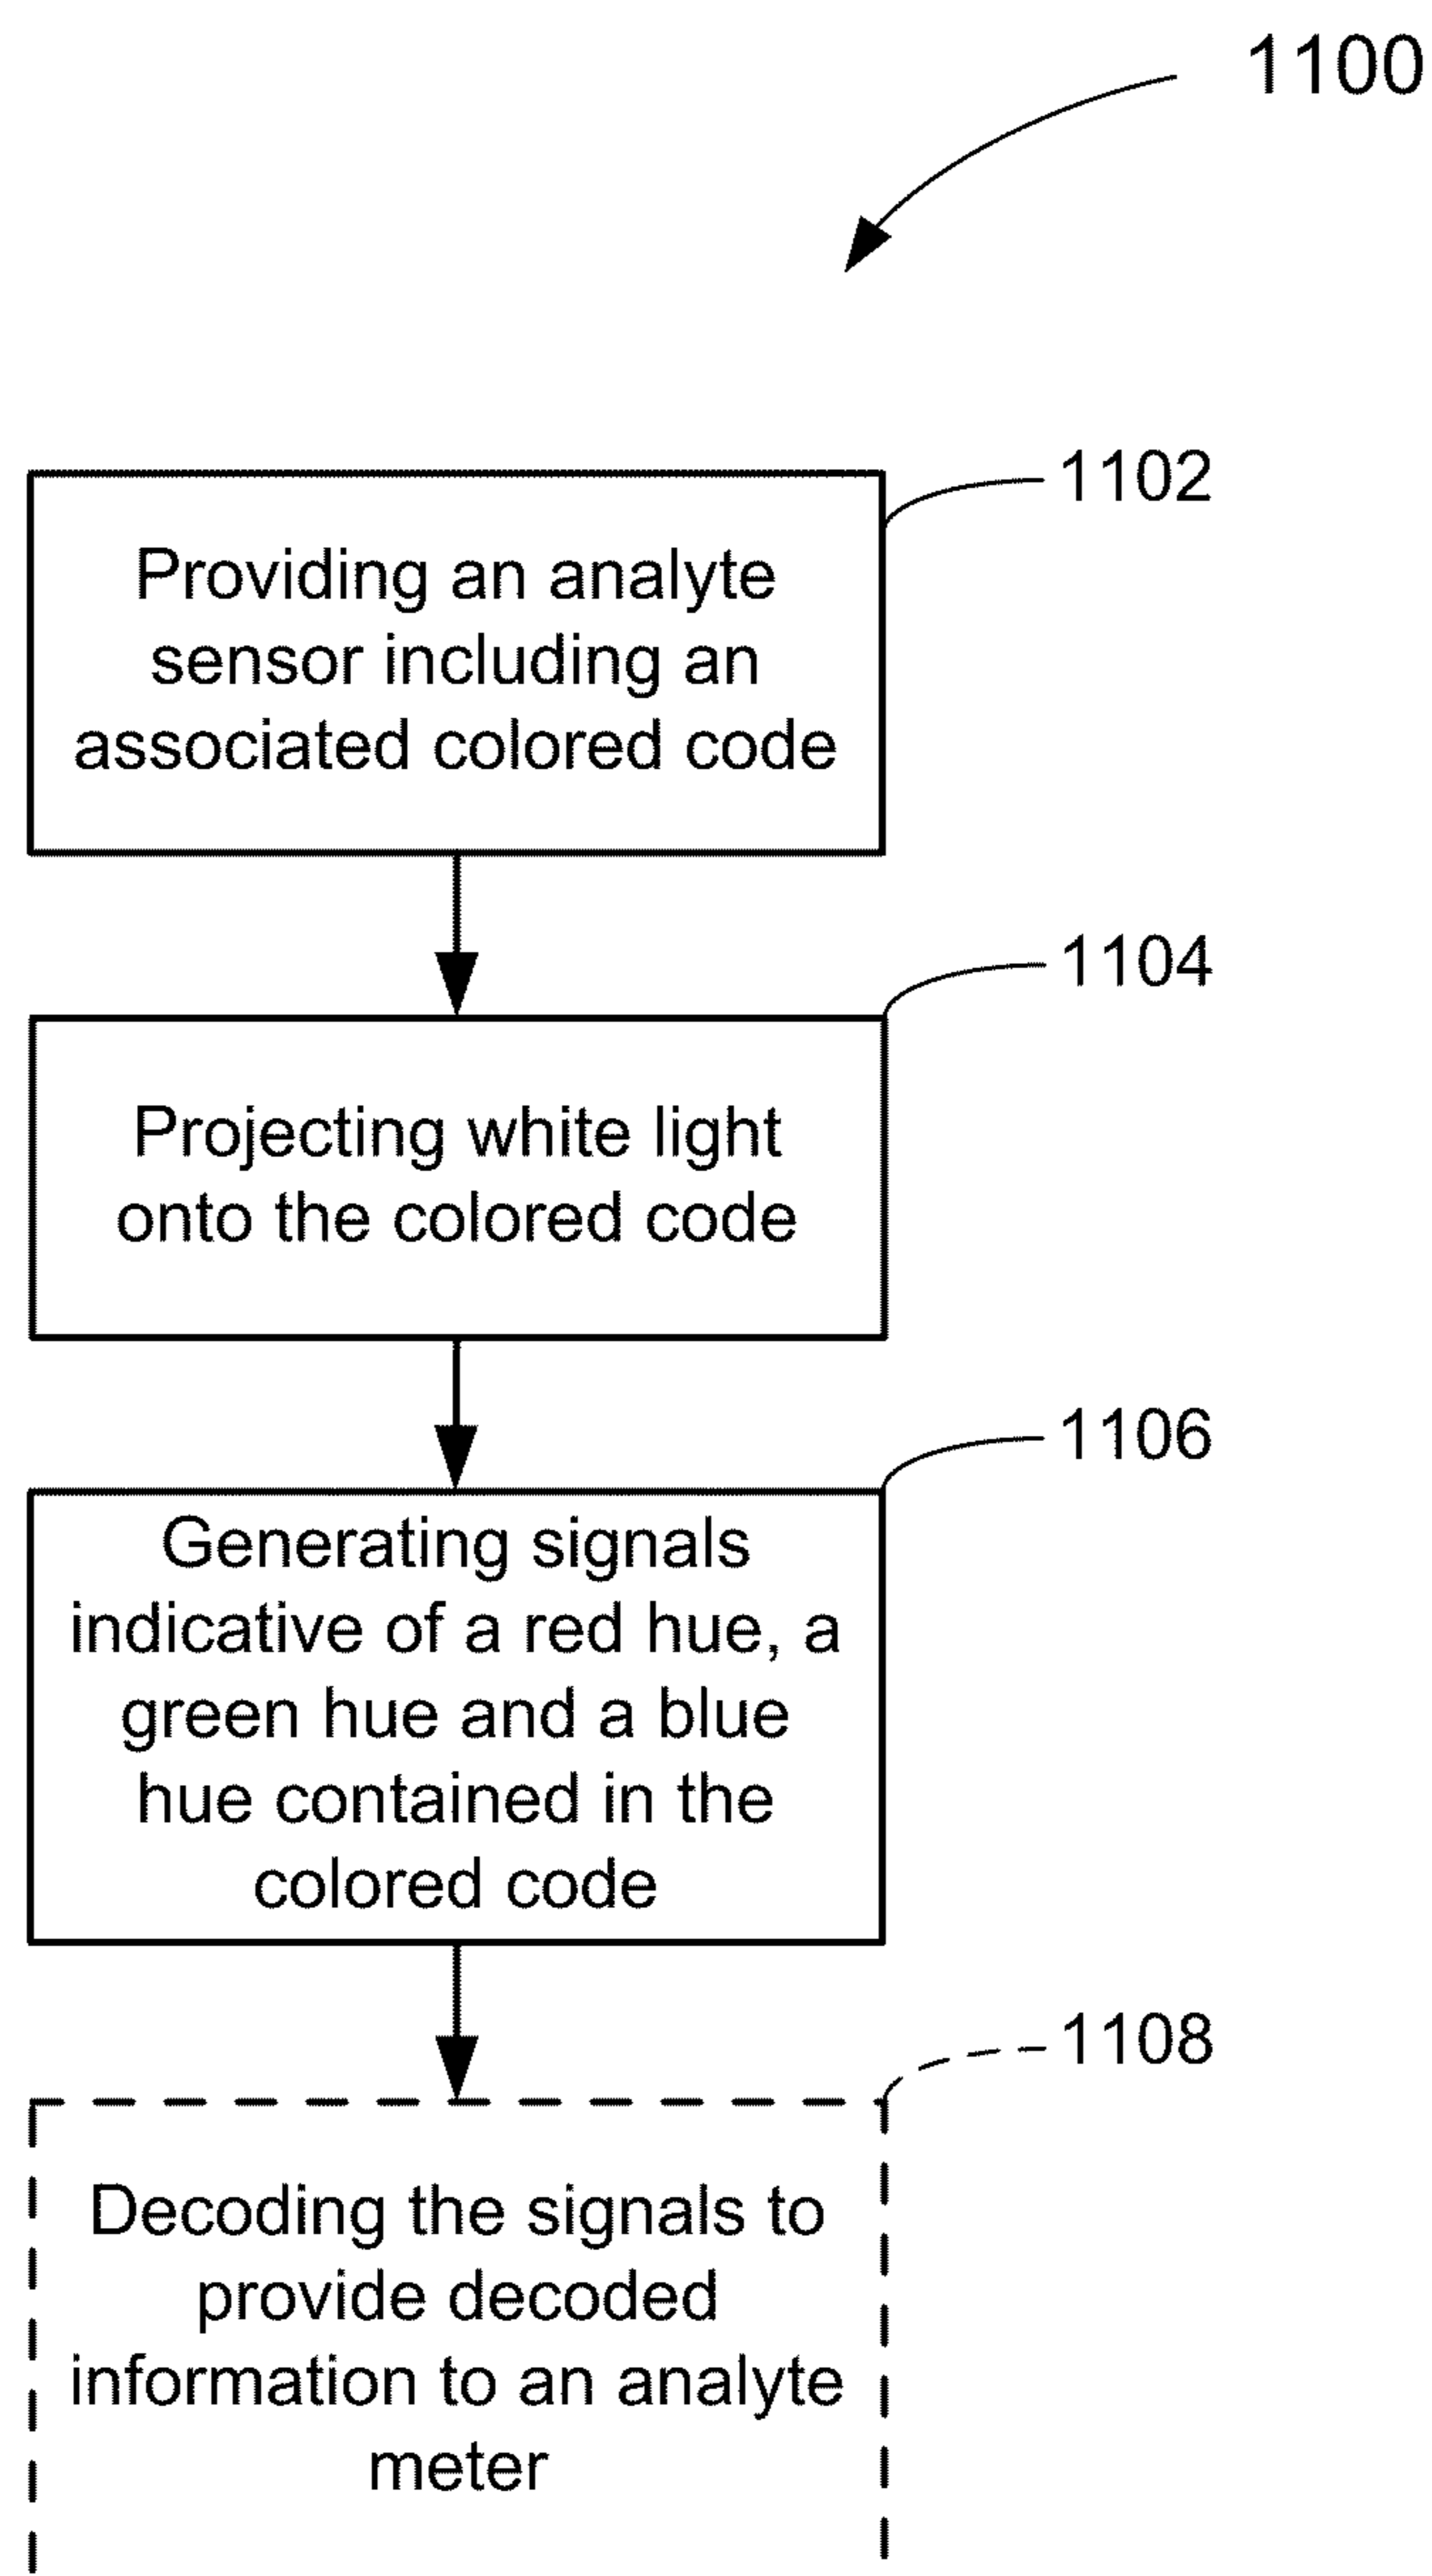 1100
1102
Providing an analyte
sensor including an
associated colored code
1104
Projecting white light
onto the colored code
1106
Generating signals
indicative of a red hue, a
green hue and a blue
hue contained in the
colored code
1108
Decoding the signals to
provide decoded
information to an analyte
meter